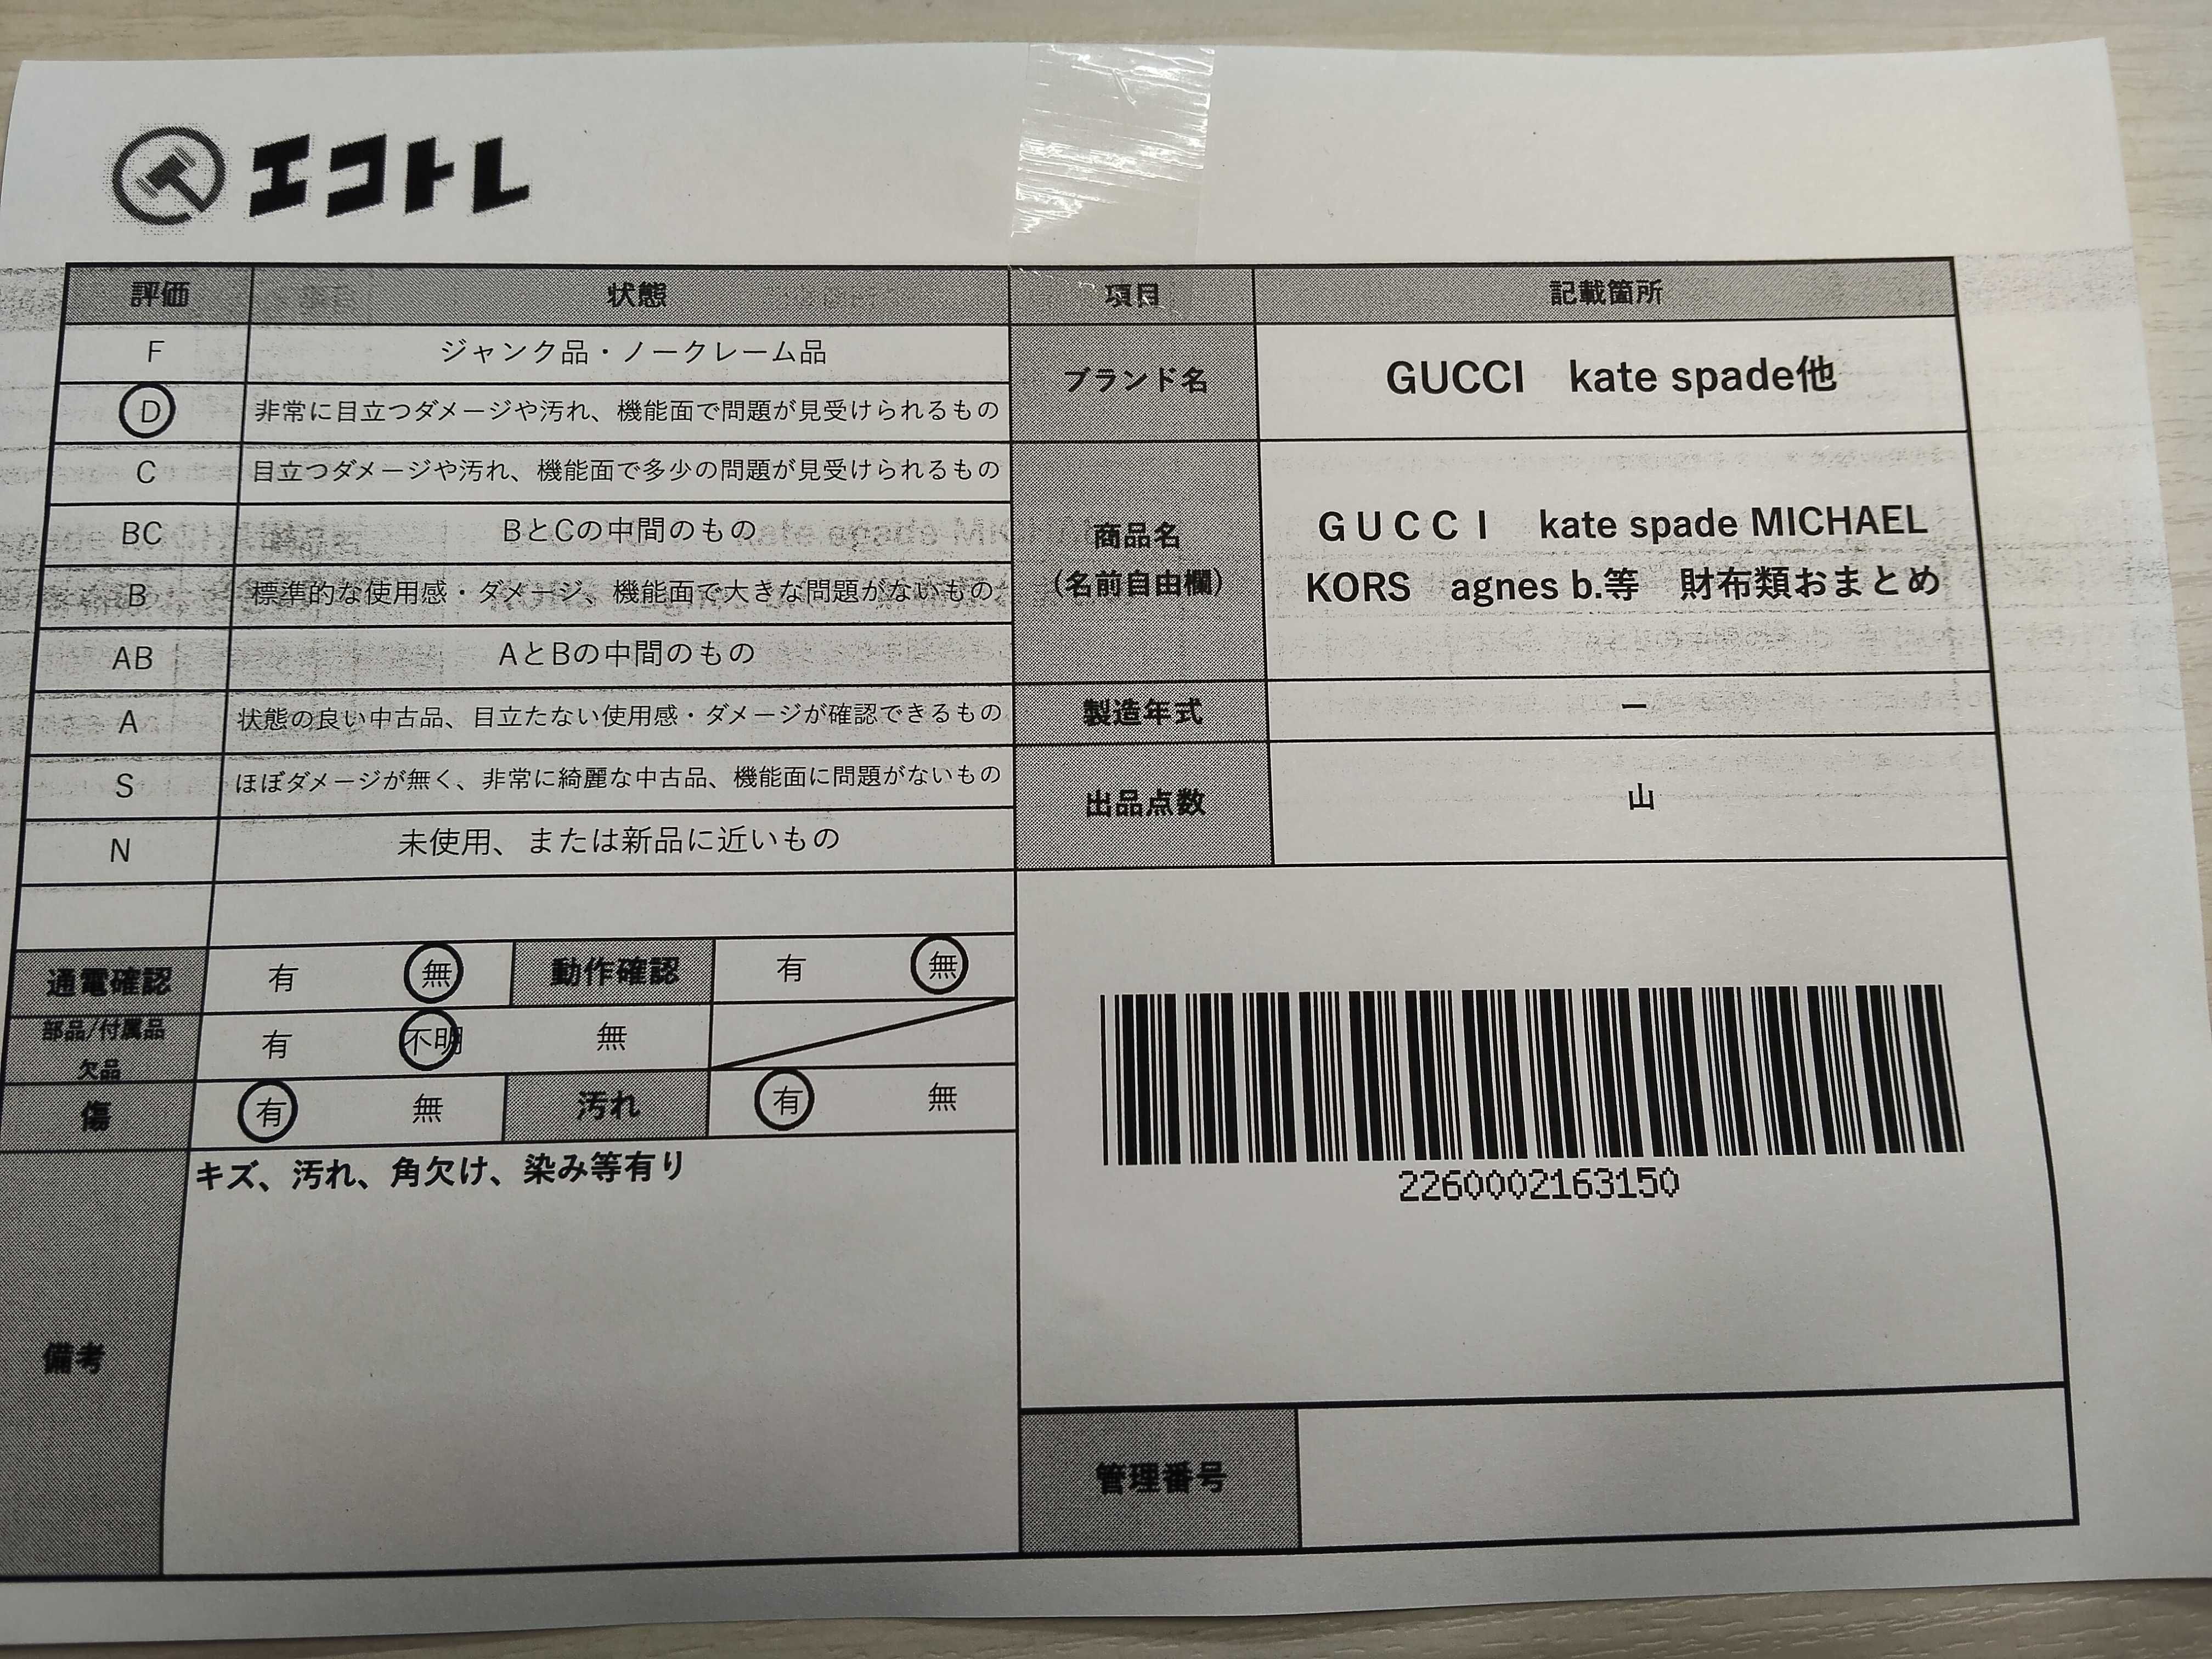 エコトレ
評価 状態
F ジャンク品・ノークレーム品
D 非常に目立つダメージや汚れ、機能面で問題が見受けられるもの
C 目立つダメージや汚れ、機能面で多少の問題が見受けられるもの
BC BとCの中間のもの
B 標準的な使用感・ダメージ、機能面で大きな問題がないもの
AB AとBの中間のもの
A 状態の良い中古品、目立たない使用感・ダメージが確認できるもの
S ほぼダメージが無く、非常に綺麗な中古品、機能面に問題がないもの
N 未使用、または新品に近いもの
通電確認 有 無 動作確認 有 無
部品/付属品
欠品 有 不明 無
傷 有 無 汚れ 有 無
備考 キズ、汚れ、角欠け、染み等有り
項目 記載箇所
ブランド名 GUCCI kate spade他
商品名
(名前自由欄)
GUCCI kate spade MICHAEL
KORS agnes b.等 財布類おまとめ
製造年式 ー
出品点数 山
2260002163150
管理番号